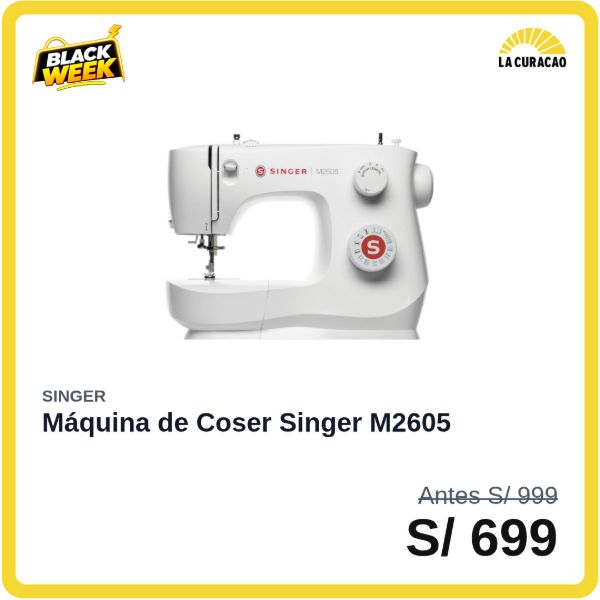 BLACK
WEEK
LA CURACAO
S SINGER | M2605
S
SINGER
Máquina de Coser Singer M2605
Antes S/ 999
S/ 699